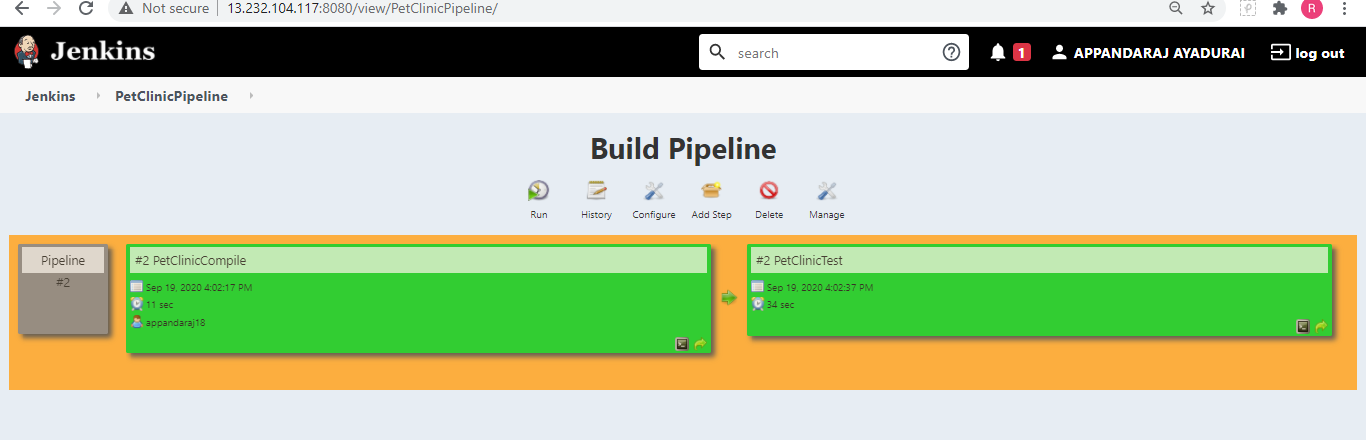 Not secure | 13.232.104.117:8080/view/PetClinicPipeline/
R
Jenkins
search
1
APPANDARAJ AYADURAI
log out
Jenkins
PetClinicPipeline
Build Pipeline
Run
History
Configure
Add Step
Delete
Manage
Pipeline
#2
#2 PetClinicCompile
Sep 19, 2020 4:02:17 PM
11 sec
appandaraj18
#2 PetClinicTest
Sep 19, 2020 4:02:37 PM
34 sec